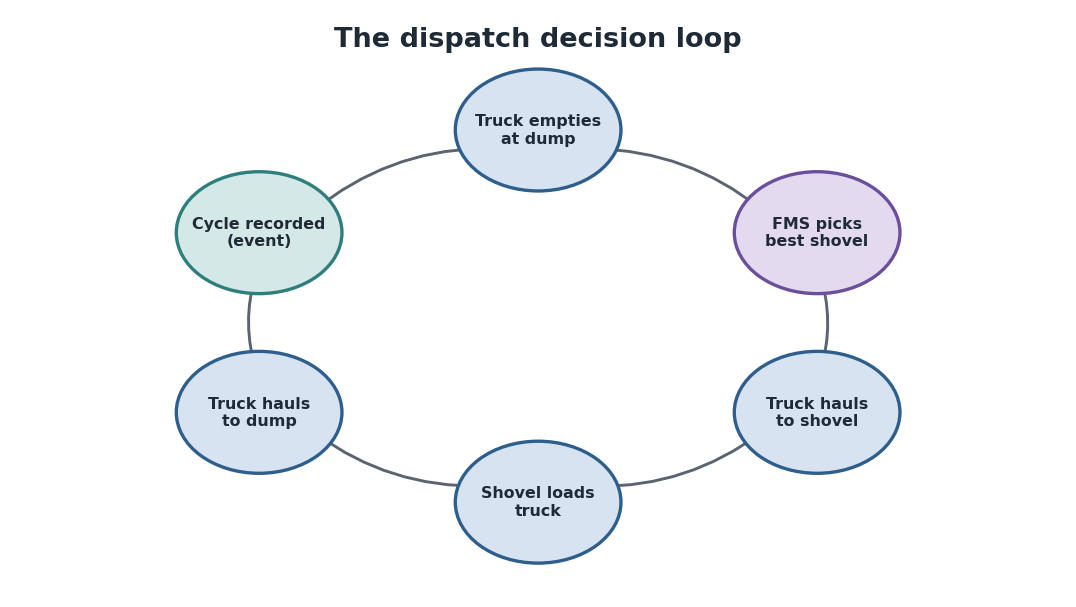 The dispatch decision loop
Truck empties
at dump
FMS picks
best shovel
Truck hauls
to shovel
Shovel loads
truck
Truck hauls
to dump
Cycle recorded
(event)